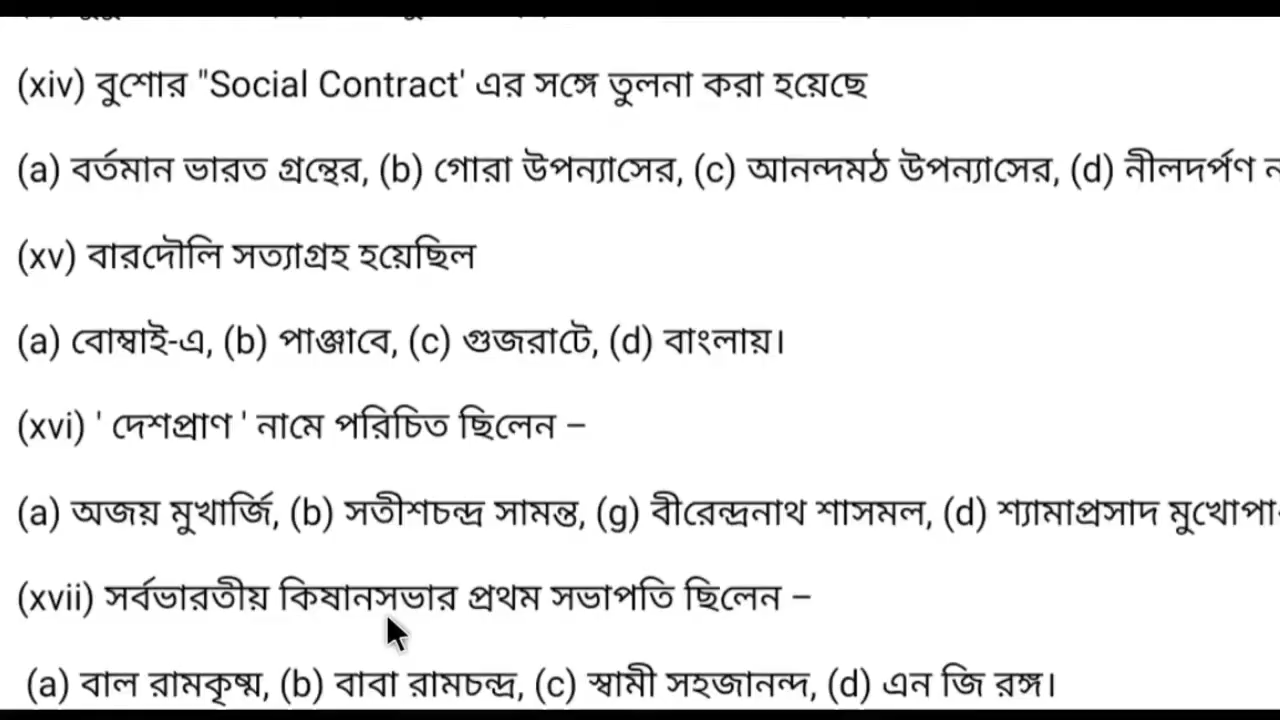 (xiv) বুশোর "Social Contract' এর সঙ্গে তুলনা করা হয়েছে
(a) বর্তমান ভারত গ্রন্থের, (b) গোরা উপন্যাসের, (c) আনন্দমঠ উপন্যাসের, (d) নীলদর্পণ
(xv) বারদৌলি সত্যাগ্রহ হয়েছিল
(a) বোম্বাই-এ, (b) পাঞ্জাবে, (c) গুজরাটে, (d) বাংলায়।
(xvi) ' দেশপ্রাণ ' নামে পরিচিত ছিলেন –
(a) অজয় মুখার্জি, (b) সতীশচন্দ্র সামন্ত, (g) বীরেন্দ্রনাথ শাসমল, (d) শ্যামাপ্রসাদ
(xvii) সর্বভারতীয় কিষানসভার প্রথম সভাপতি ছিলেন –
(a) বাল রামকৃষ্ম, (b) বাবা রামচন্দ্র, (c) স্বামী সহজানন্দ, (d) এন জি রঙ্গ।